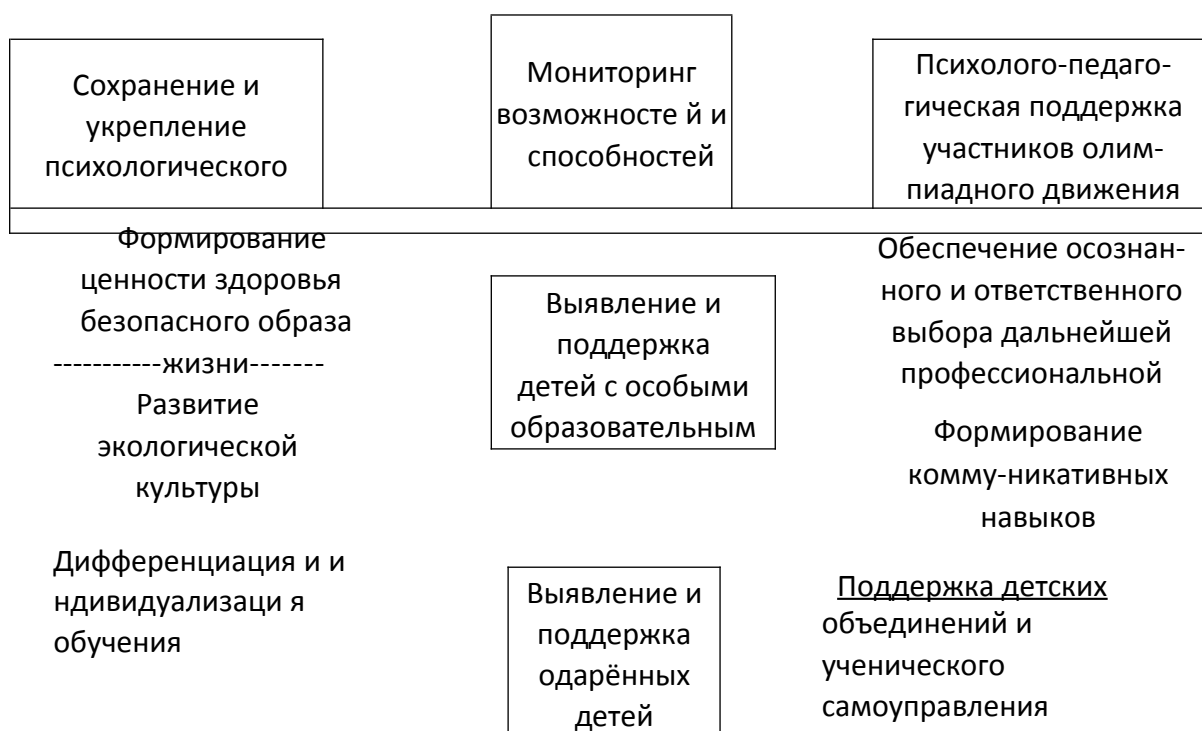 Сохранение и
укрепление
психологического
Мониторинг
возможносте й и
способностей
Психолого-педаго-
гическая поддержка
участников олим-
пиадного движения
Формирование
ценности здоровья
безопасного образа
-----------жизни-------
Развитие
экологической
культуры
Дифференциация и и
ндивидуализаци я
обучения
Выявление и
поддержка
детей с особыми
образовательным
Выявление и
поддержка
одарённых
детей
Обеспечение осознан-
ного и ответственного
выбора дальнейшей
профессиональной
Формирование
комму-никативных
навыков
Поддержка детских
объединений и
ученического
самоуправления